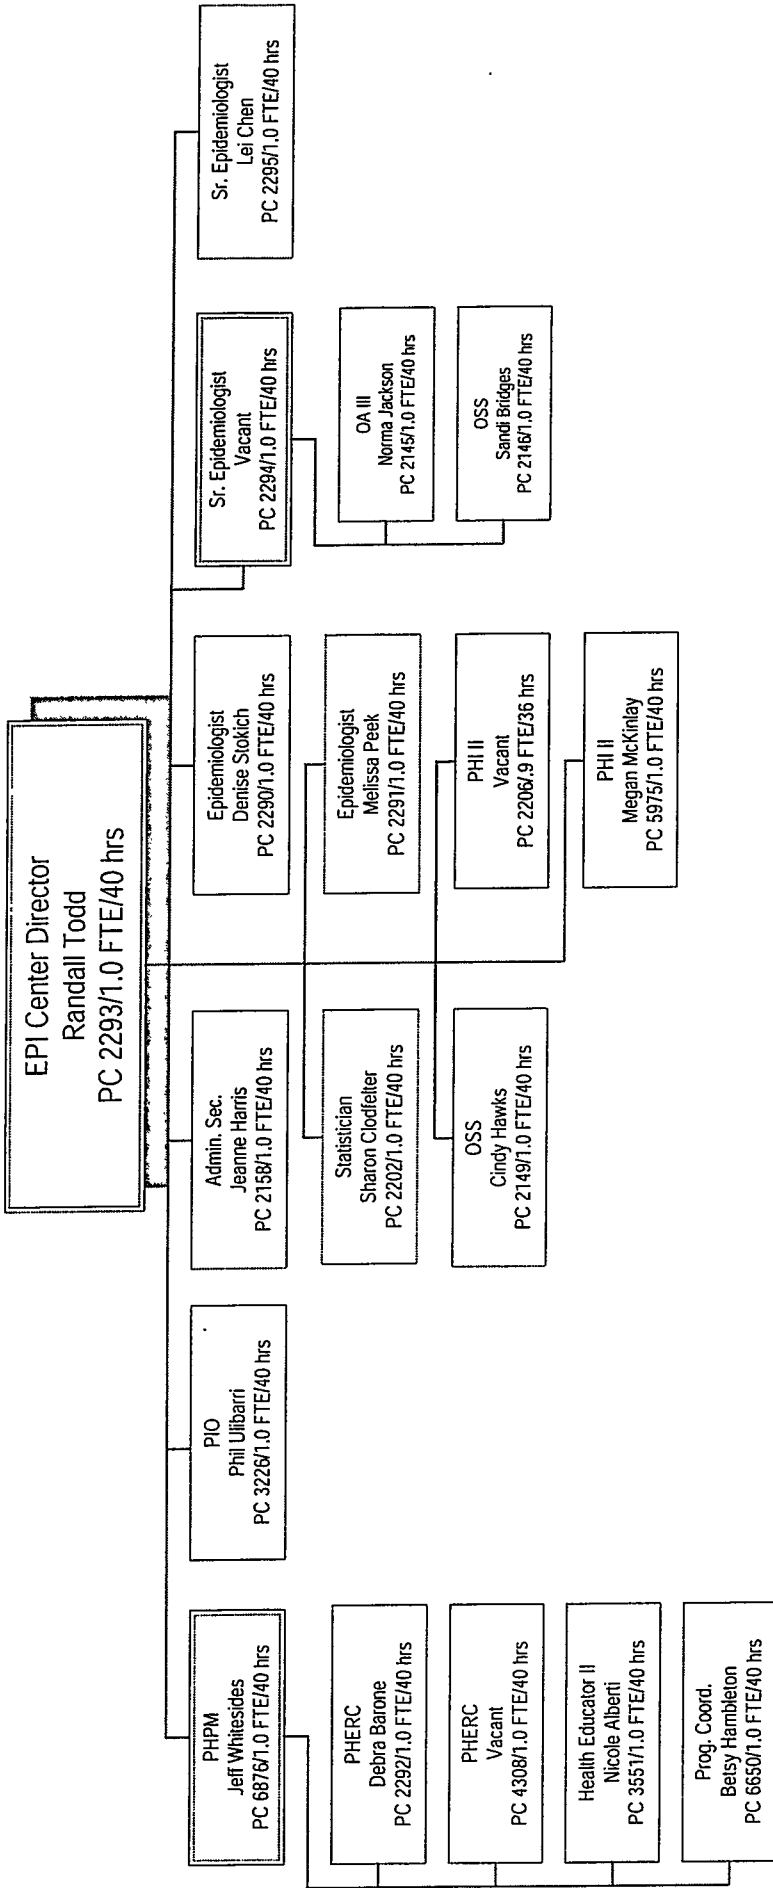 EPI Center Director
Randall Todd
PC 2293/1.0 FTE/40 hrs
PHPM
Jeff Whitesides
PC 6876/1.0 FTE/40 hrs
PIO
Phil Ulibarri
PC 3226/1.0 FTE/40 hrs
Admin. Sec.
Jeanne Harris
PC 2158/1.0 FTE/40 hrs
Epidemiologist
Denise Stokich
PC 2290/1.0 FTE/40 hrs
Sr. Epidemiologist
Vacant
PC 2294/1.0 FTE/40 hrs
Sr. Epidemiologist
Lei Chen
PC 2295/1.0 FTE/40 hrs
PHERC
Debra Barone
PC 2292/1.0 FTE/40 hrs
Statistician
Sharon Clodfelter
PC 2202/1.0 FTE/40 hrs
Epidemiologist
Melissa Peek
PC 2291/1.0 FTE/40 hrs
OA III
Norma Jackson
PC 2145/1.0 FTE/40 hrs
PHERC
Vacant
PC 4308/1.0 FTE/40 hrs
OSS
Cindy Hawks
PC 2149/1.0 FTE/40 hrs
PHI II
Vacant
PC 2206/.9 FTE/36 hrs
OSS
Sandi Bridges
PC 2146/1.0 FTE/40 hrs
Health Educator II
Nicole Alberti
PC 3551/1.0 FTE/40 hrs
PHI II
Megan McKinlay
PC 5975/1.0 FTE/40 hrs
Prog. Coord.
Betsy Hambleton
PC 6650/1.0 FTE/40 hrs